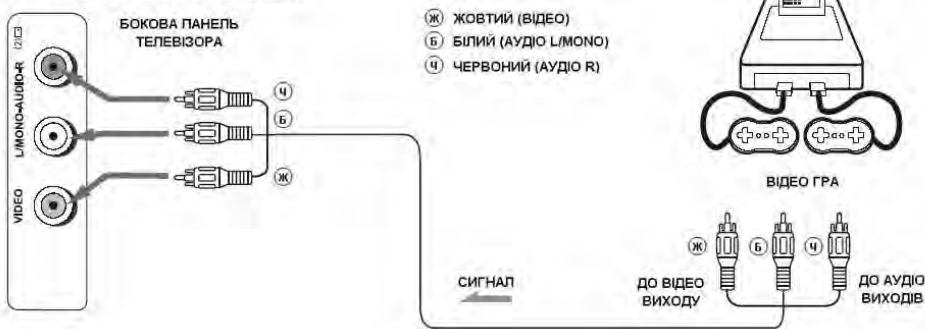 БОКОВА ПАНЕЛЬ
ТЕЛЕВІЗОРА
Ж ЖОВТИЙ (ВІДЕО)
Б БІЛИЙ (АУДІО L/MONO)
Ч ЧЕРВОНИЙ (АУДІО R)
L/MONO-AUDIO-R
VIDEO
Ч
Б
Ж
ВІДЕО ГРА
Ж
Б
Ч
СИГНАЛ
ДО ВІДЕО
ВИХОДУ
ДО АУДІО
ВИХОДІВ